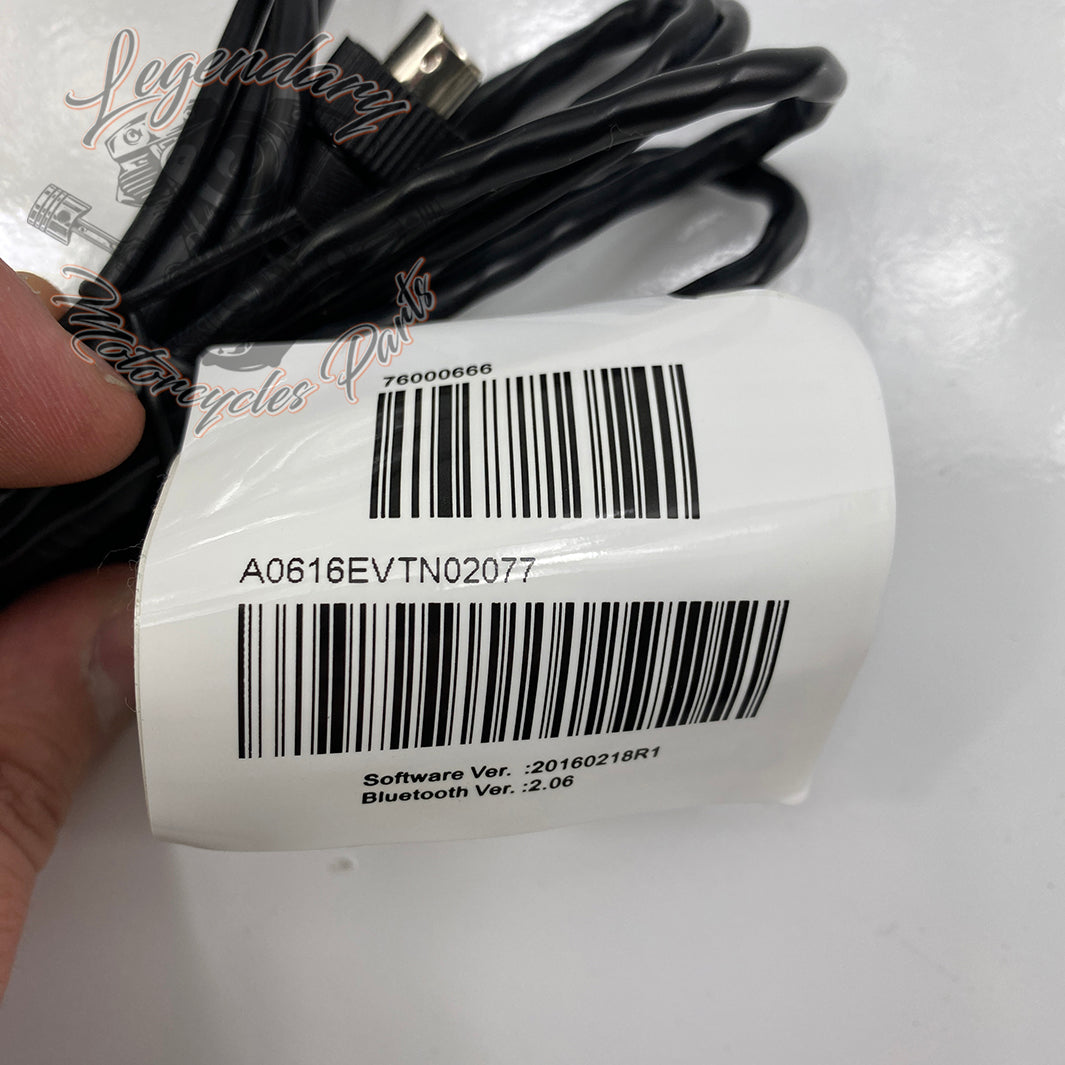 Legendary
Motorcycles Parts
76000666
A0616EVTN02077
Software Ver. :20160218R1
Bluetooth Ver. :2.06